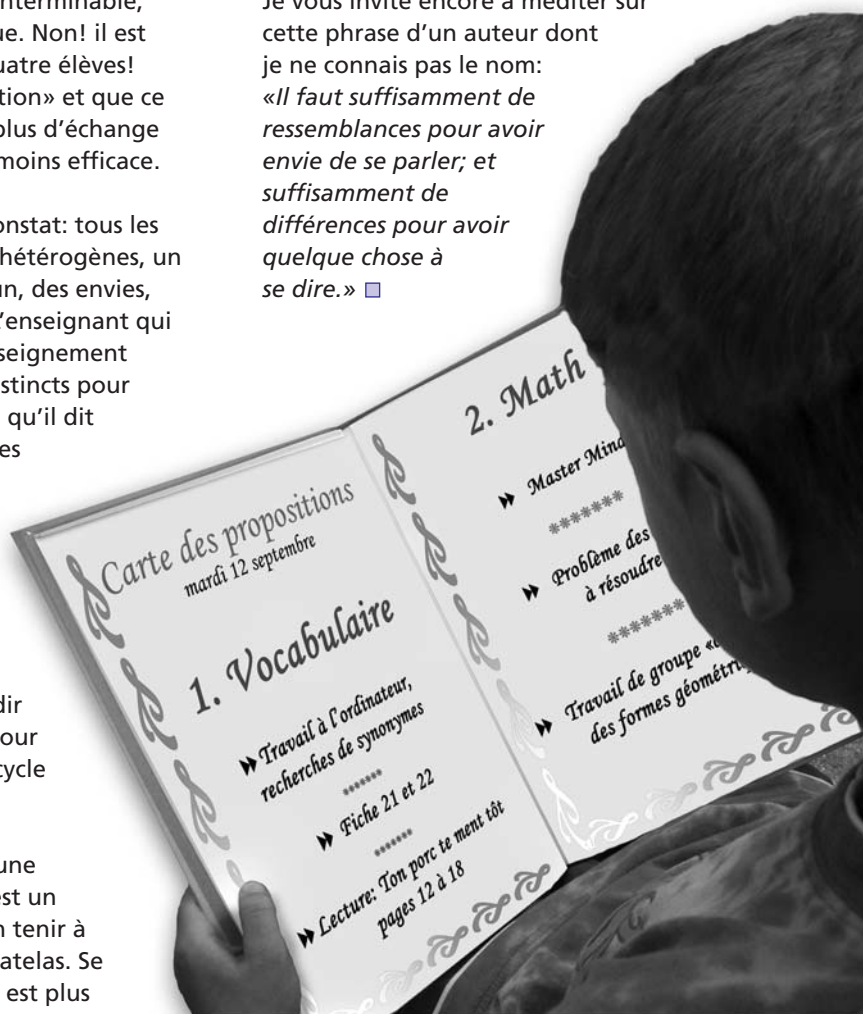 nterminable,
ue. Non! il est
uatre élèves!
tion» et que ce
plus d'échange
moins efficace.
onstat: tous les
hétérogènes, un
un, des envies,
'enseignant qui
seignement
stincts pour
qu'il dit
es
dir
our
cycle
une
est un
n tenir à
atelas. Se
est plus
Je vous invite encore à méditer sur
cette phrase d'un auteur dont
je ne connais pas le nom:
«Il faut suffisamment de
ressemblances pour avoir
envie de se parler; et
suffisamment de
différences pour avoir
quelque chose à
se dire.»
Carte des propositions
mardi 12 septembre
1. Vocabulaire
Travail à l'ordinateur,
recherches de synonymes
*******
Fiche 21 et 22
*******
Lecture: Ton porc te ment tôt
pages 12 à 18
2. Math
Master Mind
*******
Problème des
à résoudre
*******
Travail de groupe
des formes géométri